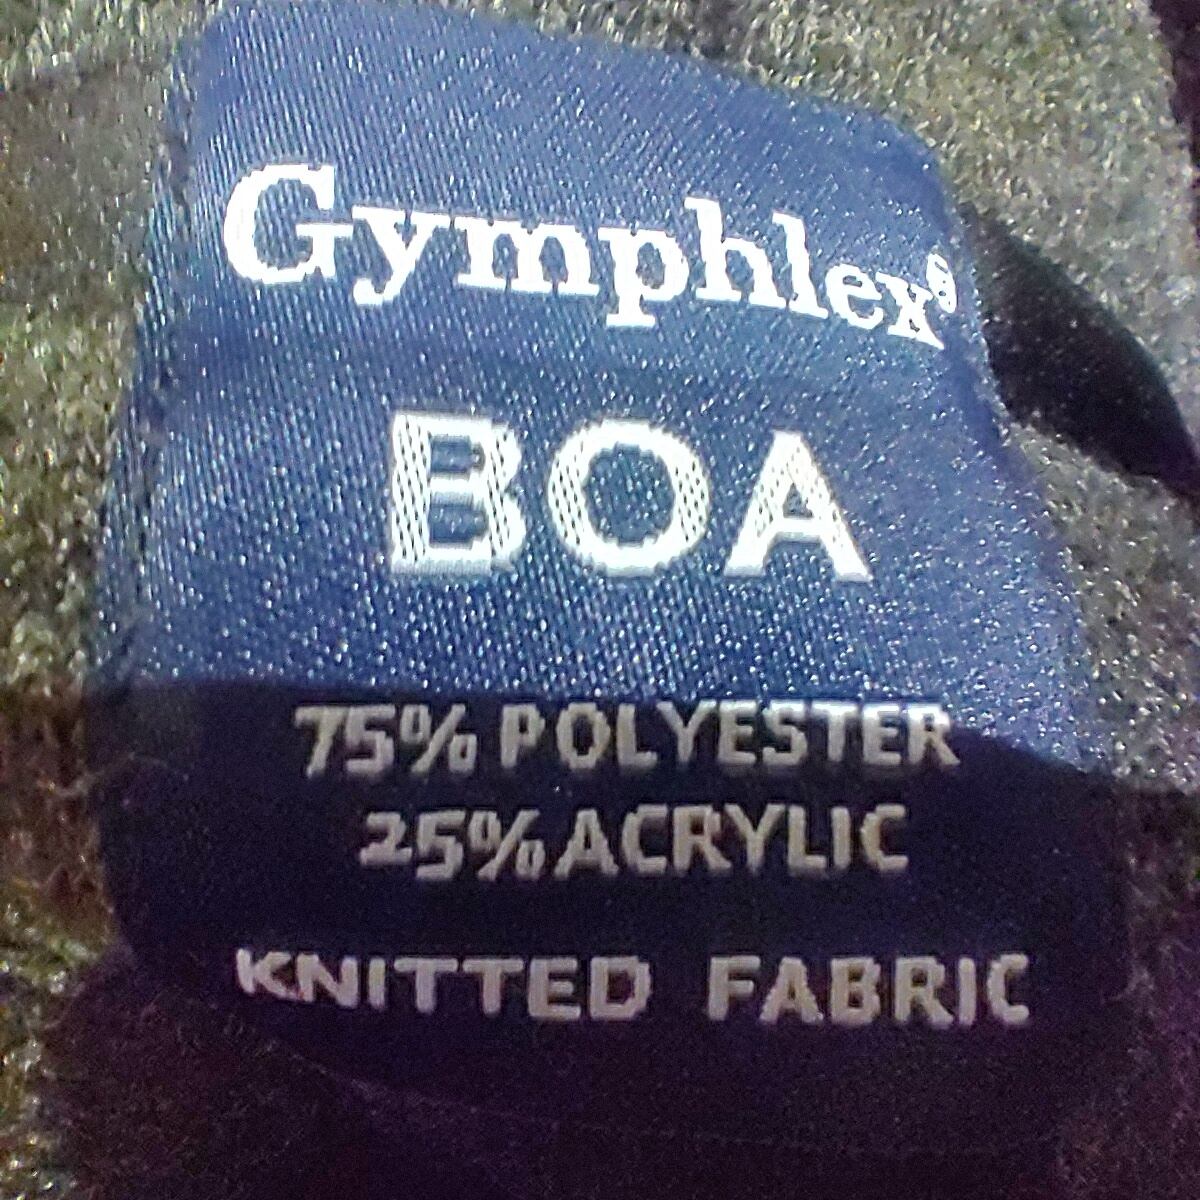 Gymphlex®
BOA
75% POLYESTER
25% ACRYLIC
KNITTED FABRIC